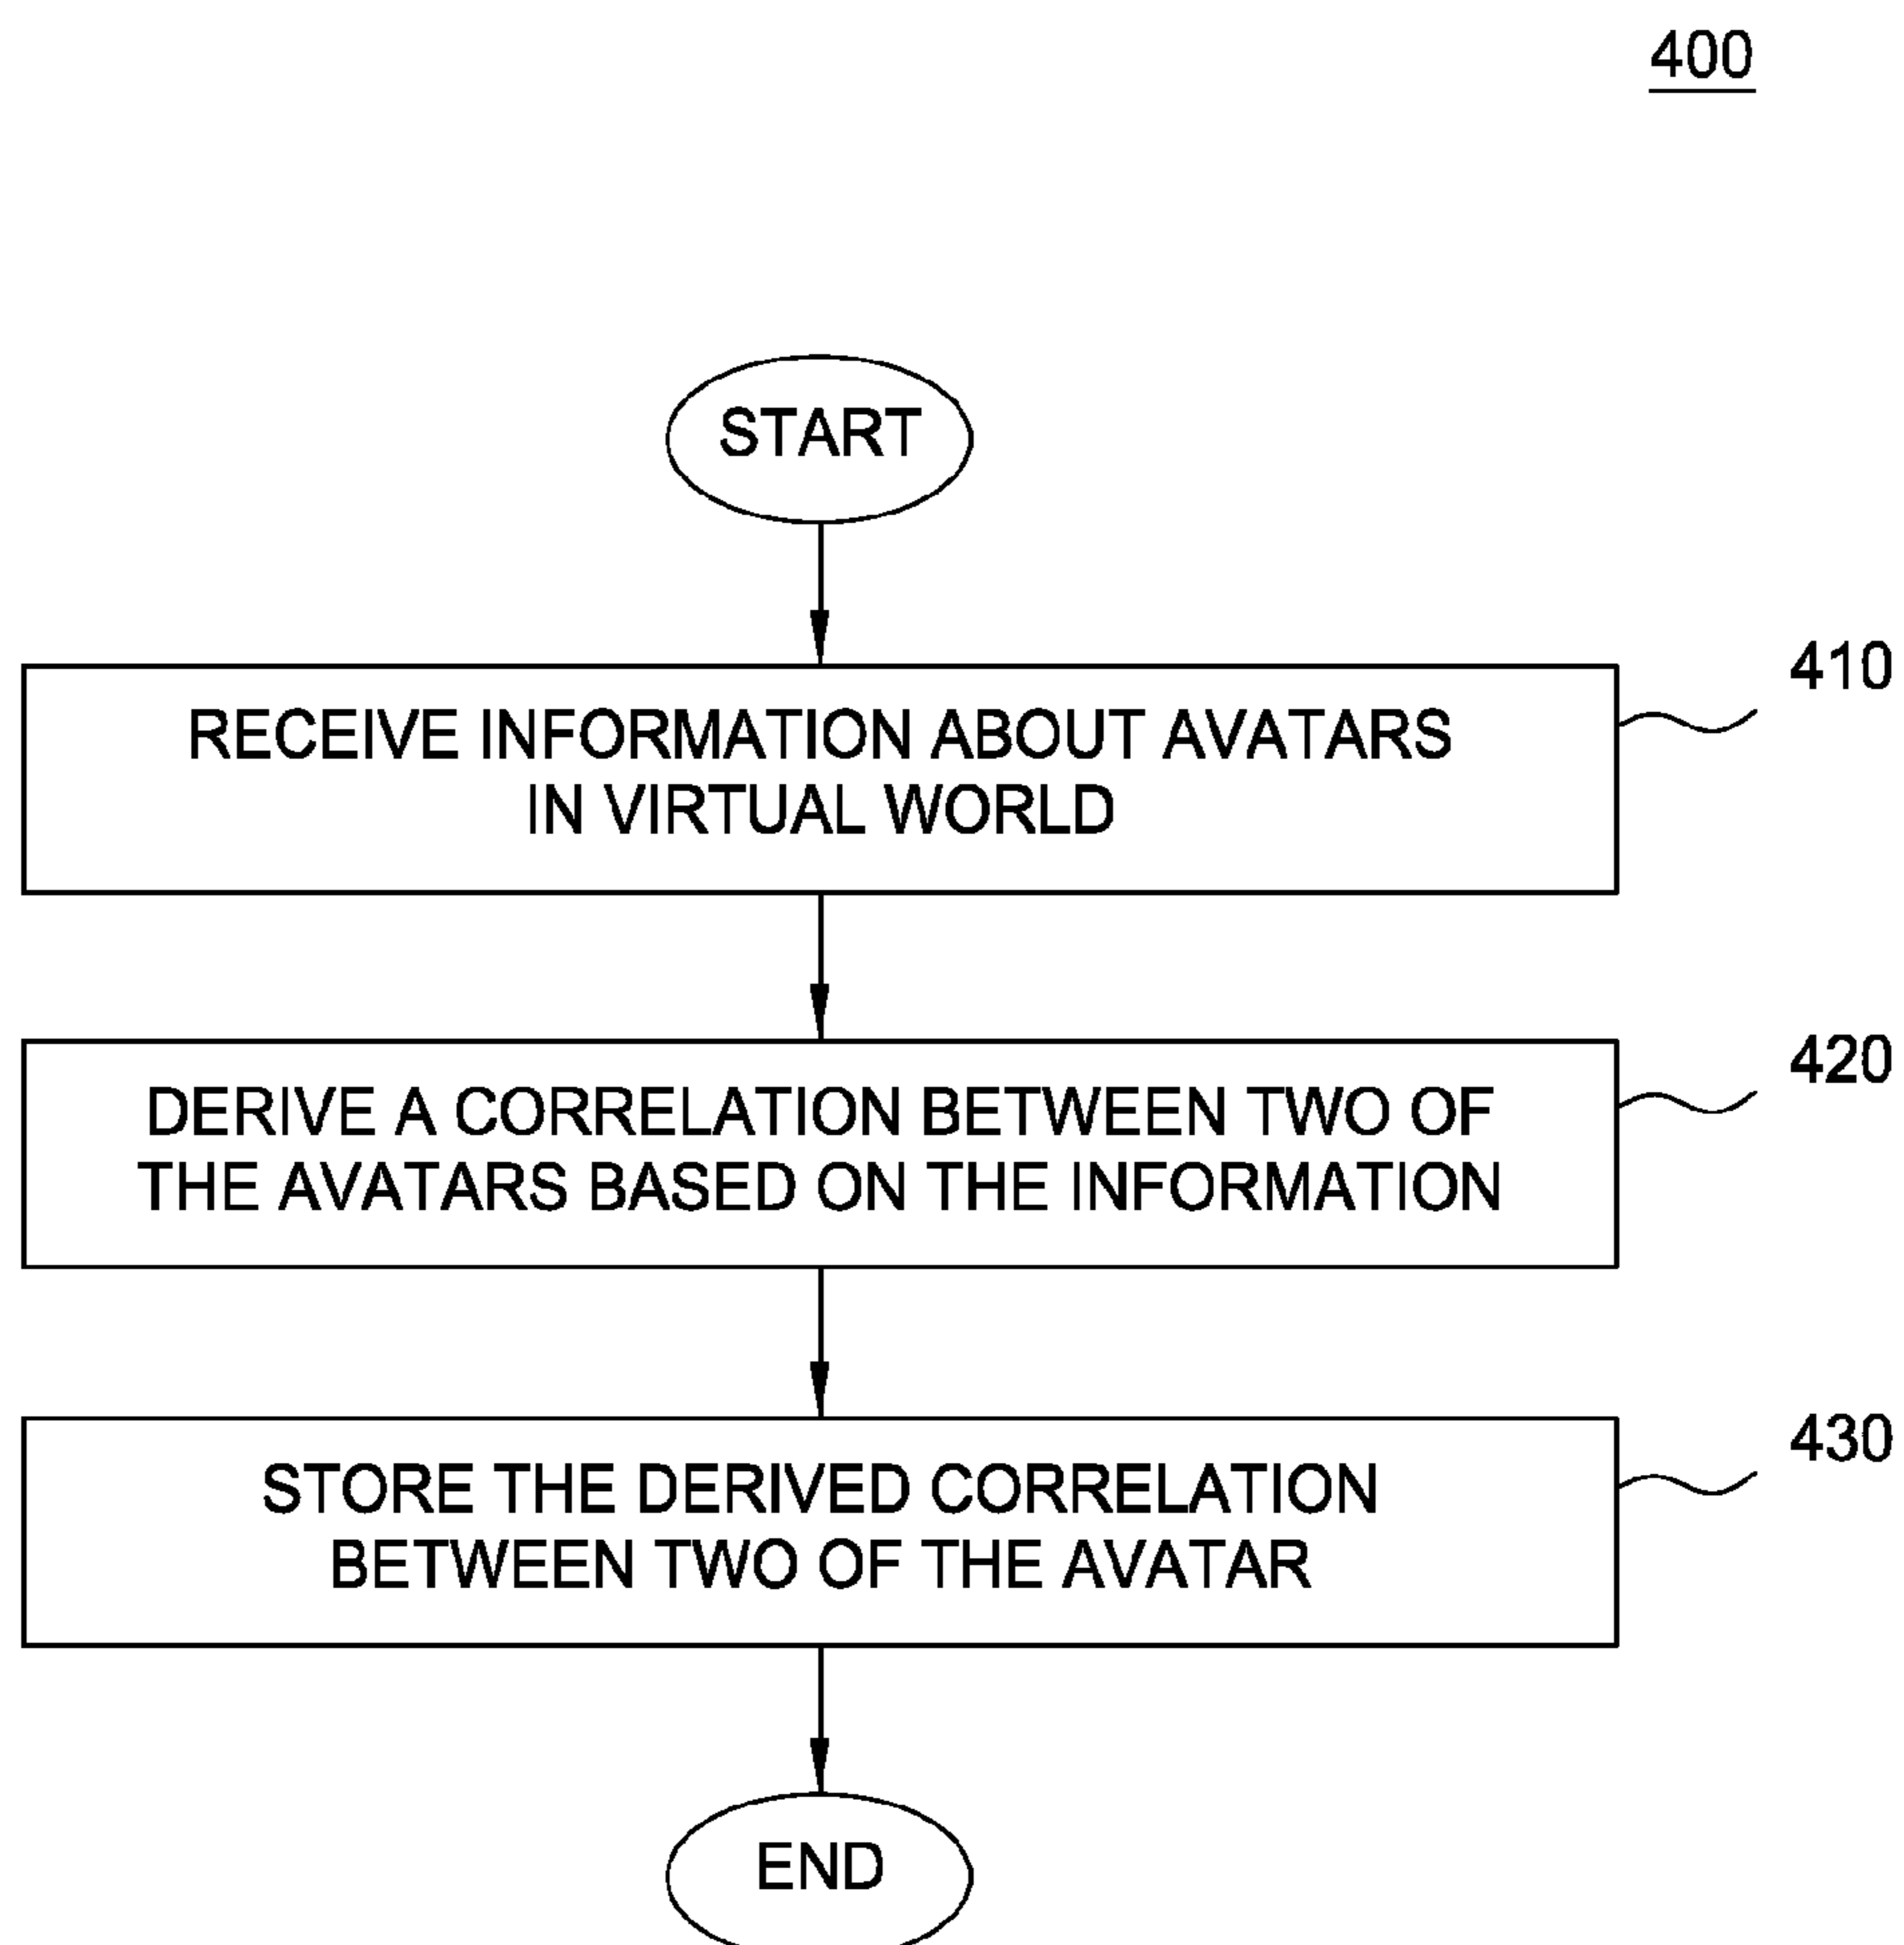 400
START
410
RECEIVE INFORMATION ABOUT AVATARS
IN VIRTUAL WORLD
420
DERIVE A CORRELATION BETWEEN TWO OF
THE AVATARS BASED ON THE INFORMATION
430
STORE THE DERIVED CORRELATION
BETWEEN TWO OF THE AVATAR
END